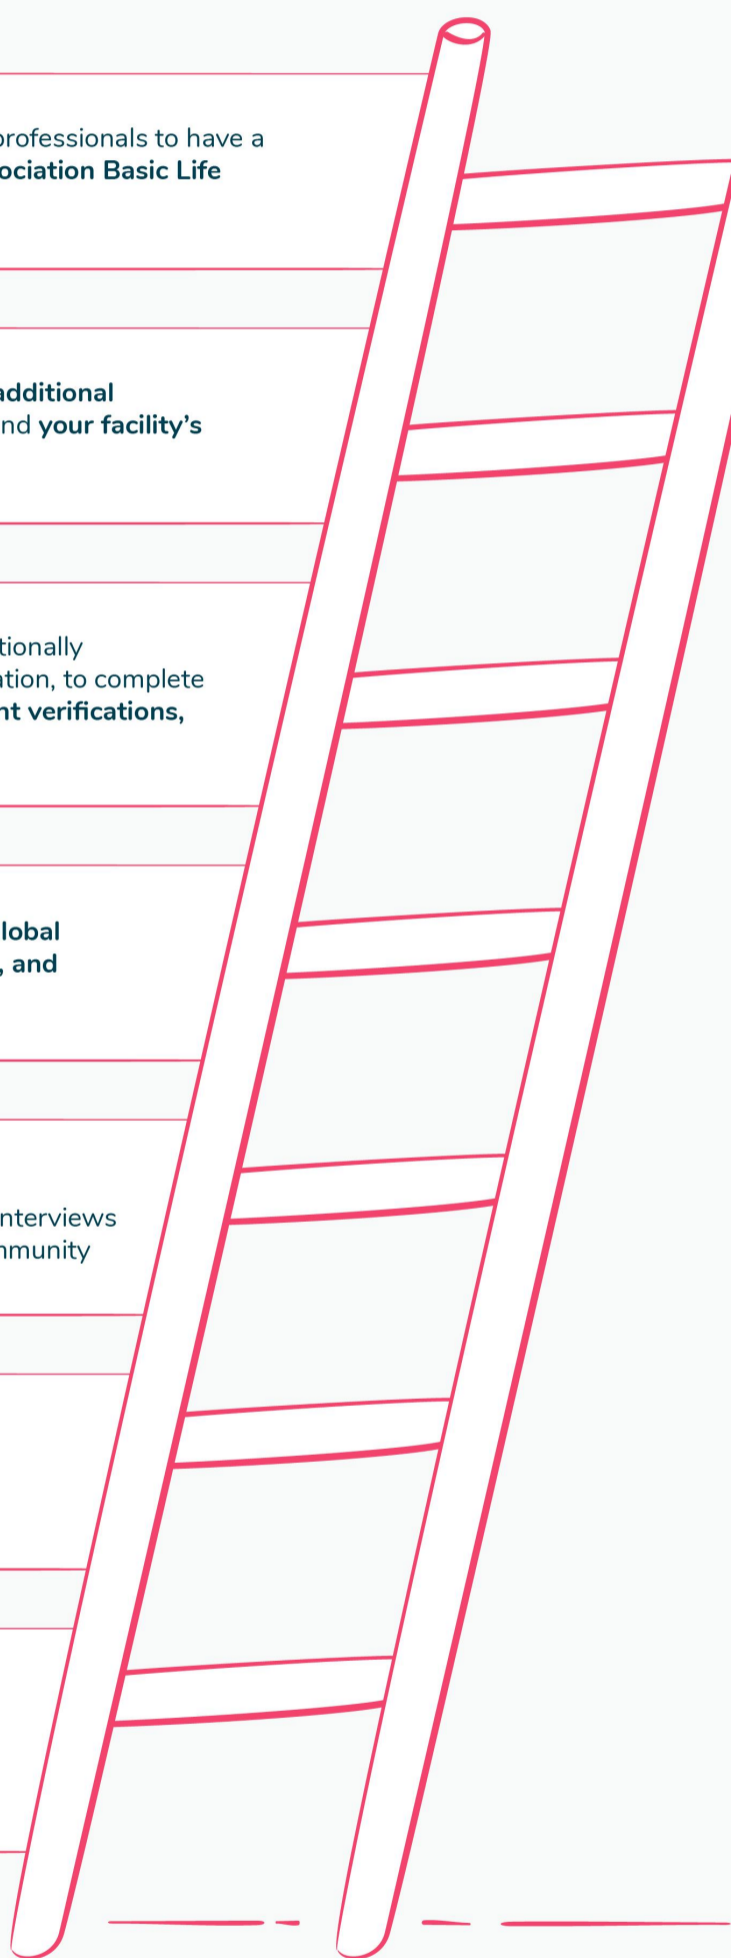 professionals to have a
ociation Basic Life
additional
nd your facility's
tionally
ation, to complete
nt verifications,
lobal
, and
nterviews
nmunity